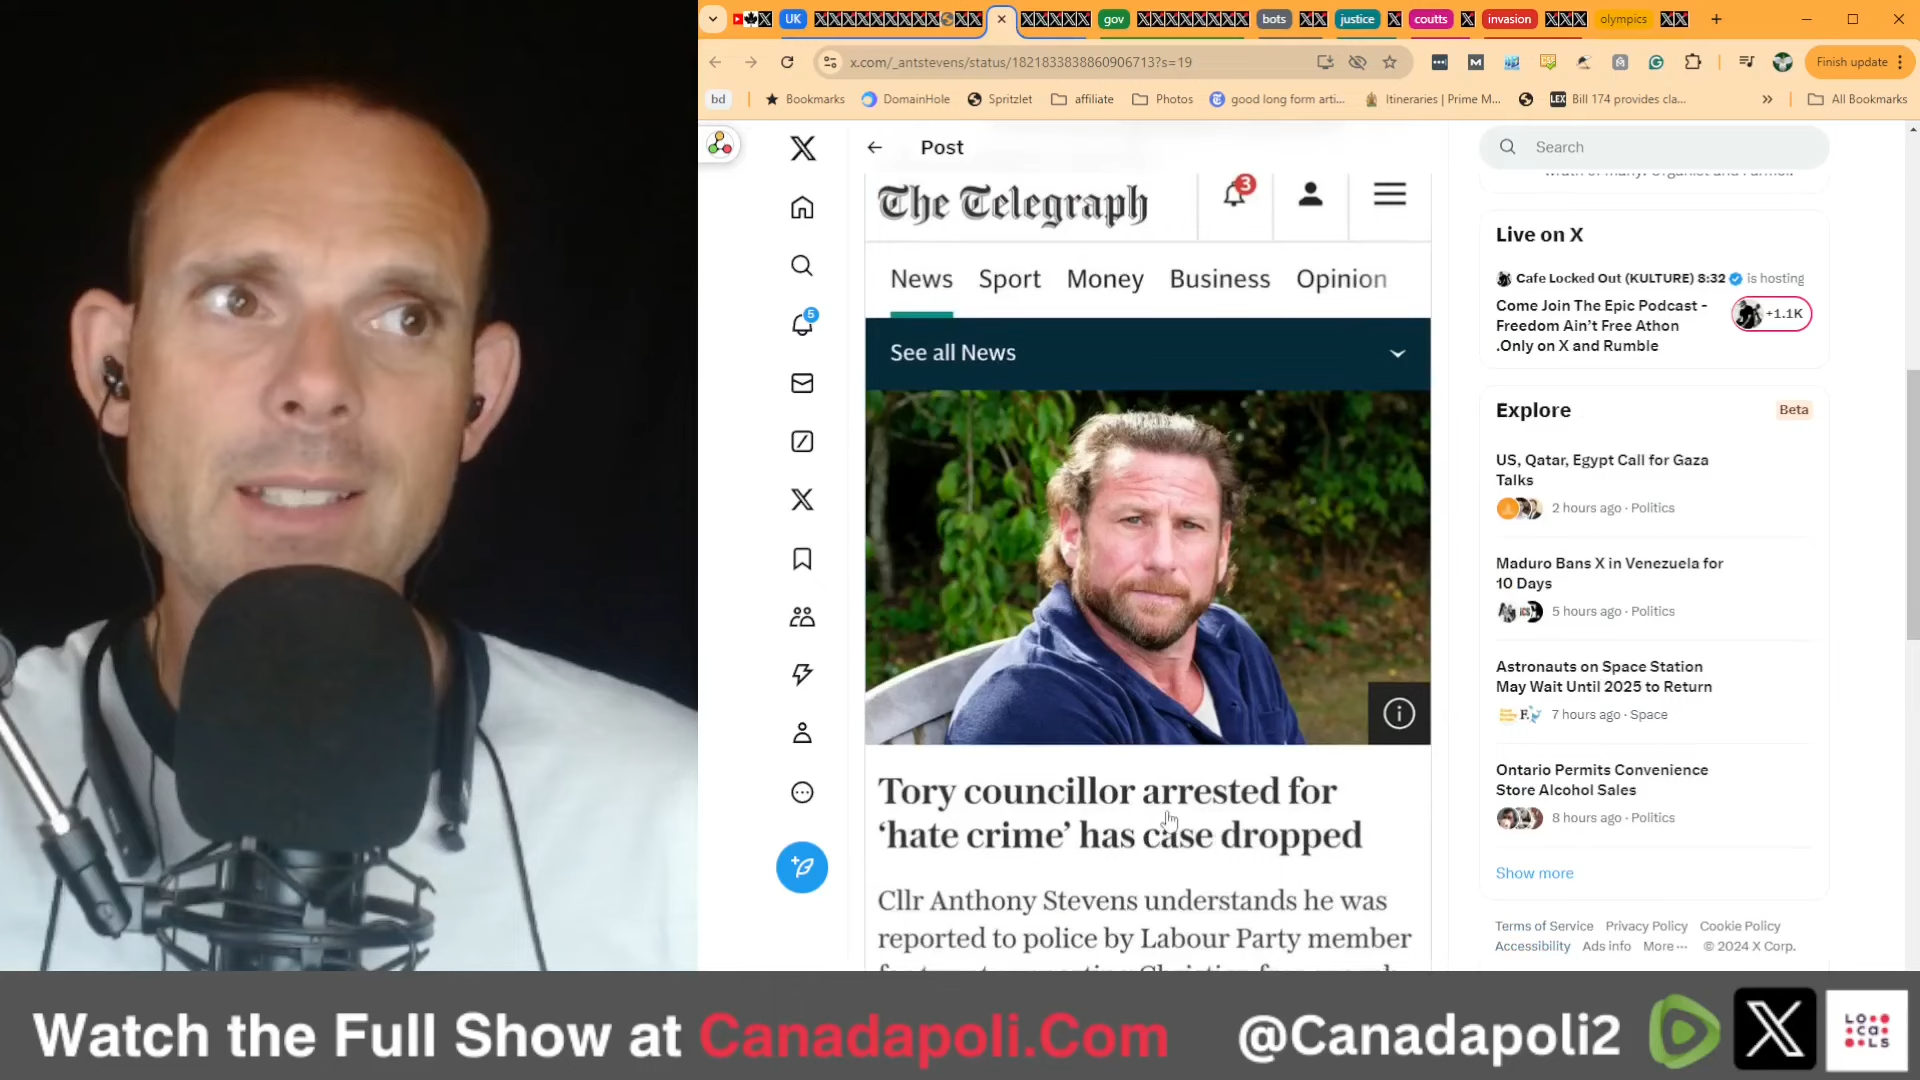 UK
gov
bots
justice
coutts
invasion
olympics
x.com/_antstevens/status/1821833838860906713?s=19
Finish update
bd
Bookmarks
DomainHole
Spritzlet
affiliate
Photos
good long form arti...
Itineraries | Prime M...
LEX
Bill 174 provides cla...
All Bookmarks
Post
Search
The Telegraph
3
News Sport Money Business Opinion
See all News
5
Tory councillor arrested for
‘hate crime’ has case dropped
Cllr Anthony Stevens understands he was
reported to police by Labour Party member
Live on X
Cafe Locked Out (KULTURE) 8:32 is hosting
Come Join The Epic Podcast -
Freedom Ain’t Free Athon
.Only on X and Rumble
+1.1K
Explore
Beta
US, Qatar, Egypt Call for Gaza
Talks
2 hours ago · Politics
Maduro Bans X in Venezuela for
10 Days
5 hours ago · Politics
Astronauts on Space Station
May Wait Until 2025 to Return
7 hours ago · Space
Ontario Permits Convenience
Store Alcohol Sales
8 hours ago · Politics
Show more
Terms of Service Privacy Policy Cookie Policy
Accessibility Ads info More··· © 2024 X Corp.
Watch the Full Show at Canadapoli.Com
@Canadapoli2
LOCALS